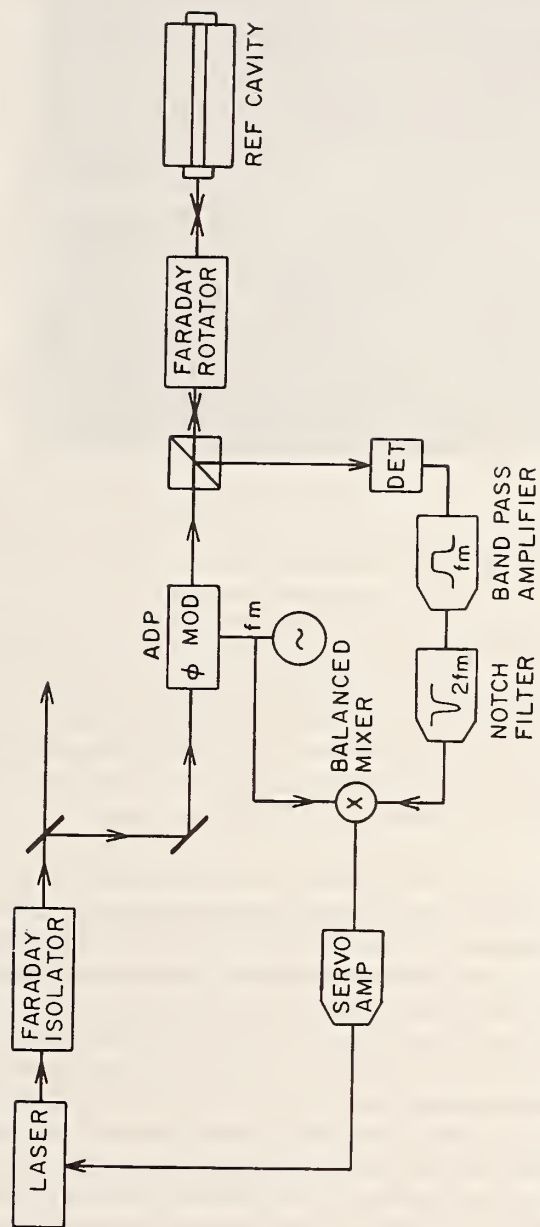 LASER
FARADAY
ISOLATOR
ADP
φ MOD
fm
~
FARADAY
ROTATOR
REF CAVITY
DET
fm
BAND PASS
AMPLIFIER
2fm
NOTCH
FILTER
BALANCED
MIXER
X
SERVO
AMP